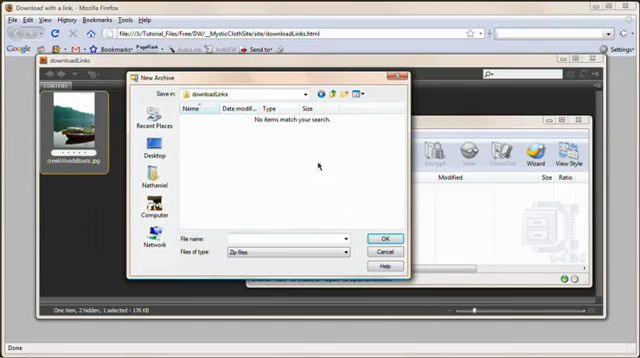 Download with a link. - Mozilla Firefox
File Edit View History Bookmarks Tools Help
file:///J:/Tutorial_Files/Free/DW/__MysticClothSite/site/downloadLinks.html
Google
PageRank
AutoLink
AutoFill
Send to
Settings
downloadLinks
CONTENT
New Archive
Save in:
downloadLinks
Name Date modif... Type Size
No items match your search.
Recent Places
Desktop
Nathaniel
Computer
Network
File name:
OK
Files of type:
Zip files
Cancel
Help
Encrypt View CheckOut Wizard View Style
Modified Size Ratio
One item, 2 hidden, 1 selected - 176 KB
Done